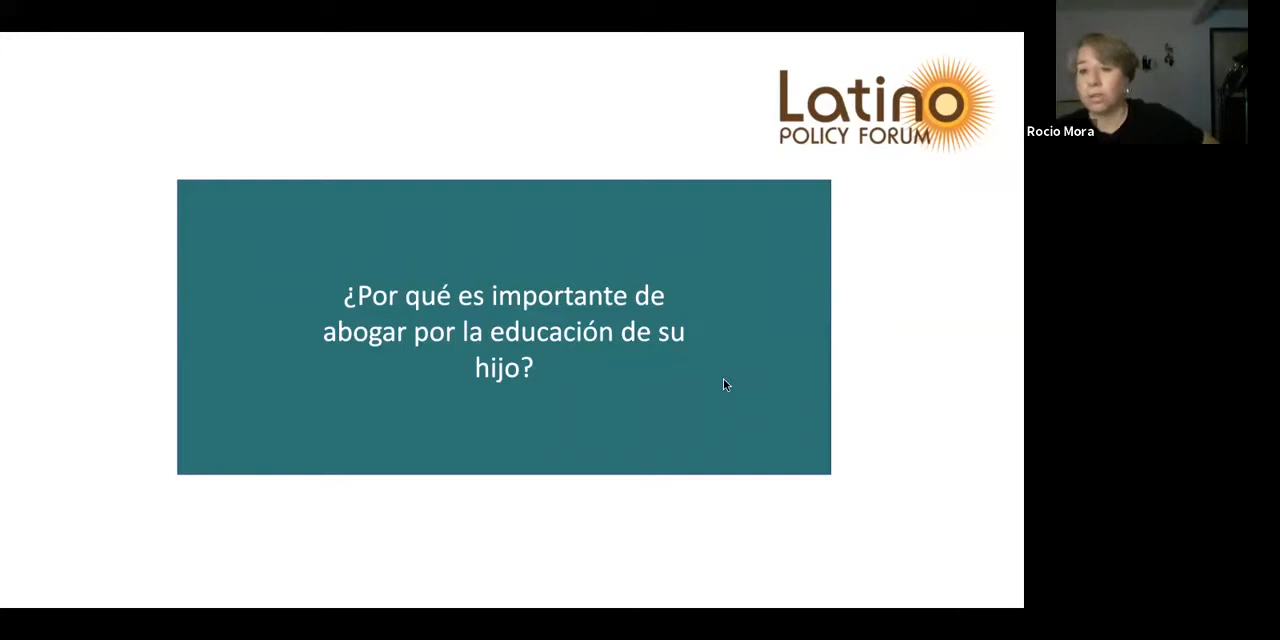 Latino
POLICY FORUM
Rocio Mora
¿Por qué es importante de
abogar por la educación de su
hijo?